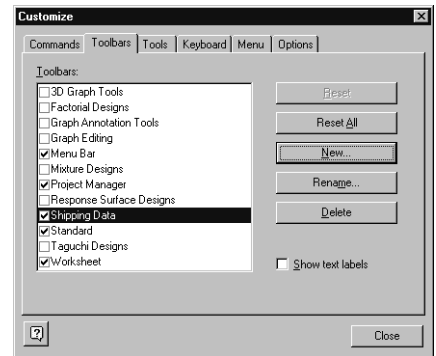 Customize
Commands Toolbars Tools Keyboard Menu Options
Toolbars:
3D Graph Tools
Factorial Designs
Graph Annotation Tools
Graph Editing
Menu Bar
Mixture Designs
Project Manager
Response Surface Designs
Shipping Data
Standard
Taguchi Designs
Worksheet
Reset
Reset All
New...
Rename...
Delete
Show text labels
Close